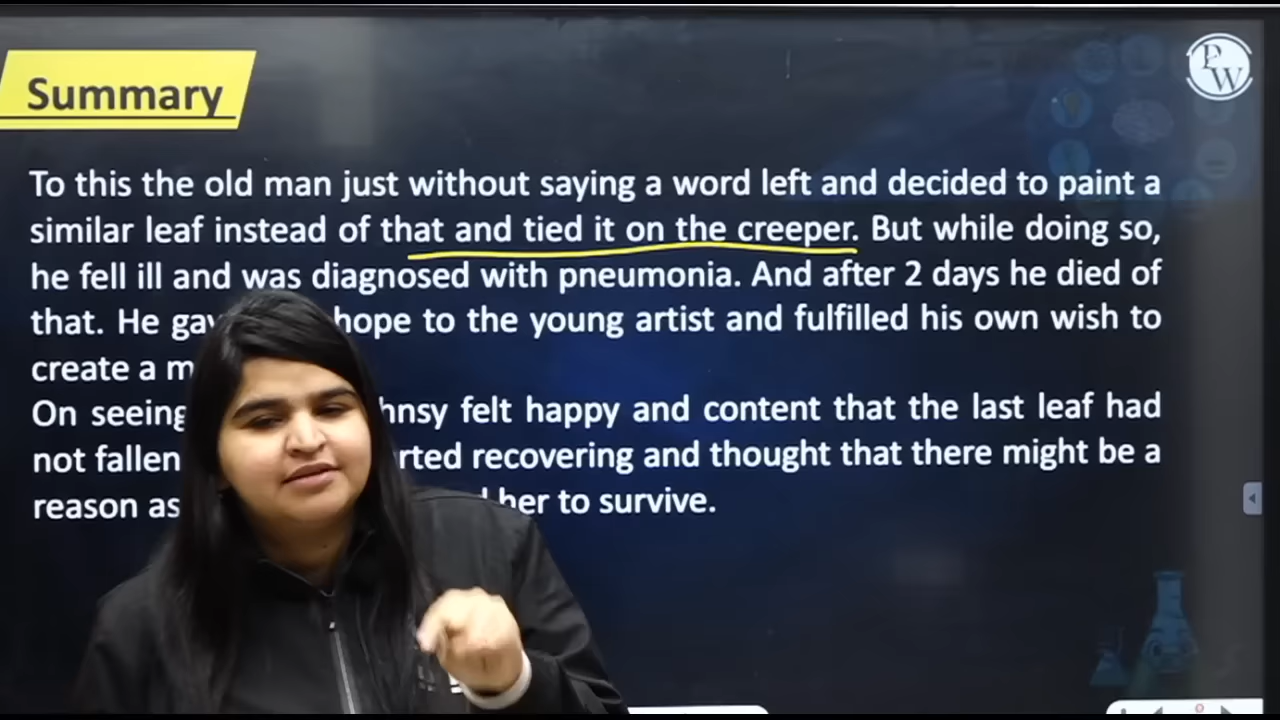 Summary
PW
To this the old man just without saying a word left and decided to paint a
similar leaf instead of that and tied it on the creeper. But while doing so,
he fell ill and was diagnosed with pneumonia. And after 2 days he died of
that. He hope to the young artist and fulfilled his own wish to
create a
On seeing felt happy and content that the last leaf had
not fallen recovering and thought that there might be a
reason her to survive.